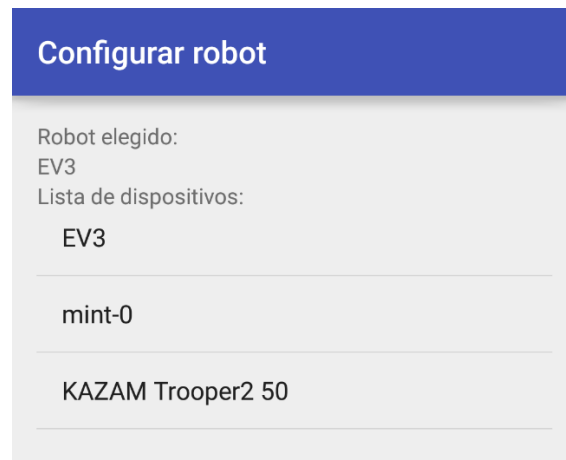 Configurar robot
Robot elegido:
EV3
Lista de dispositivos:
EV3
mint-0
KAZAM Trooper2 50